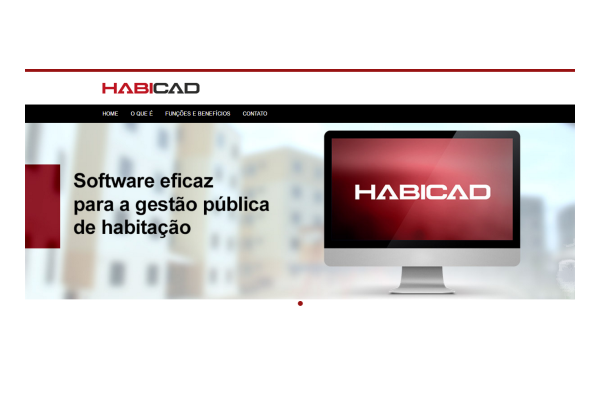 HABICAD
HOME O QUE É FUNÇÕES E BENEFÍCIOS CONTATO
Software eficaz
para a gestão pública
de habitação
HABICAD